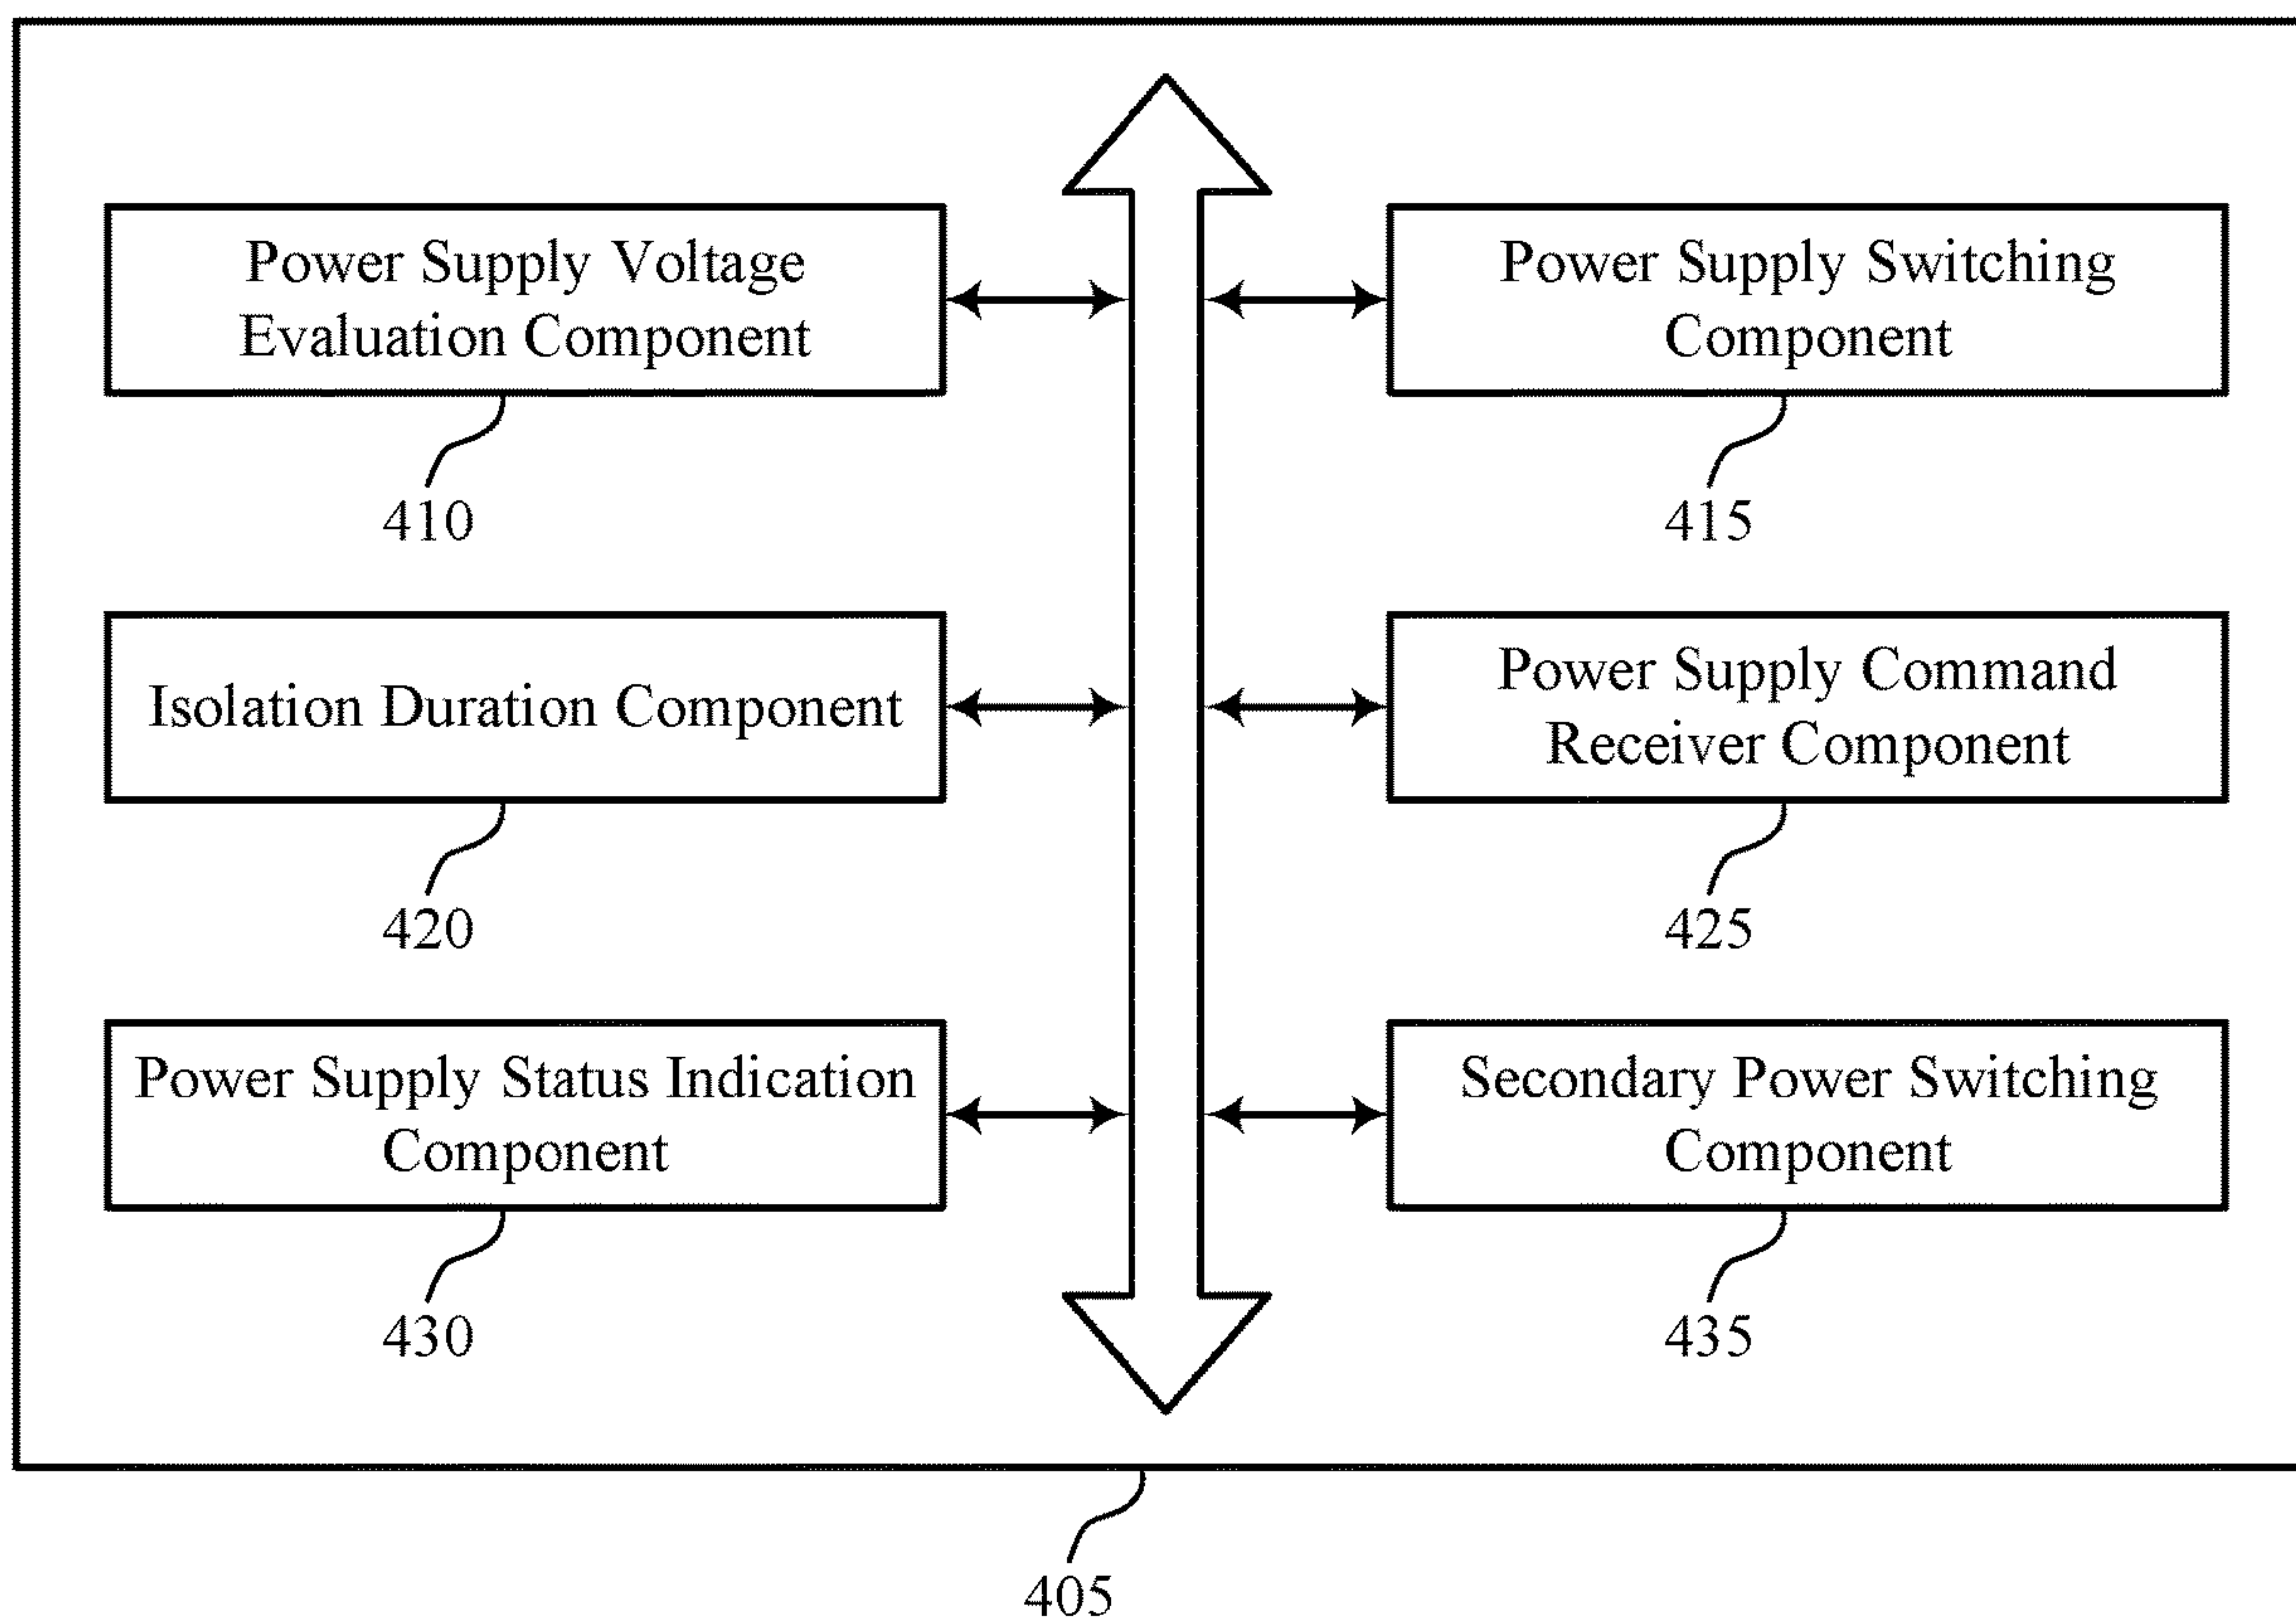 Power Supply Voltage
Evaluation Component
410
Power Supply Switching
Component
415
Isolation Duration Component
420
Power Supply Command
Receiver Component
425
Power Supply Status Indication
Component
430
Secondary Power Switching
Component
435
405